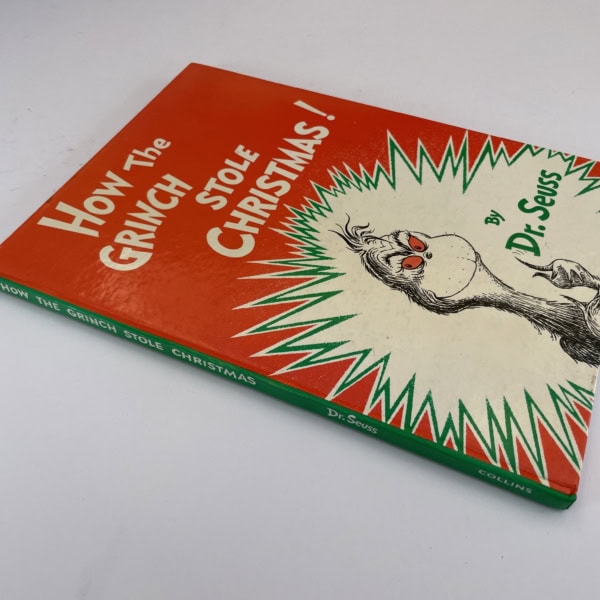 How The
GRINCH
STOLE
CHRISTMAS!
By
Dr. Seuss
HOW THE GRINCH STOLE CHRISTMAS
Dr. Seuss
COLLINS